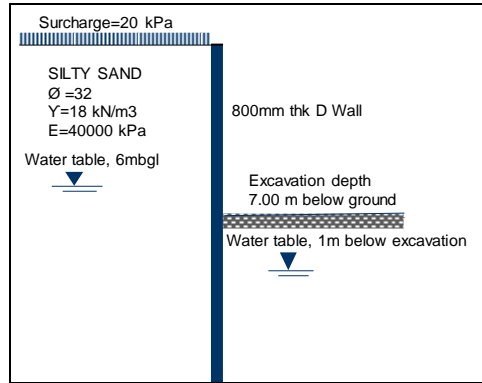 Surcharge=20 kPa
SILTY SAND
Ø =32
ϒ=18 kN/m3
E=40000 kPa
Water table, 6mbgl
800mm thk D Wall
Excavation depth
7.00 m below ground
Water table, 1m below excavation